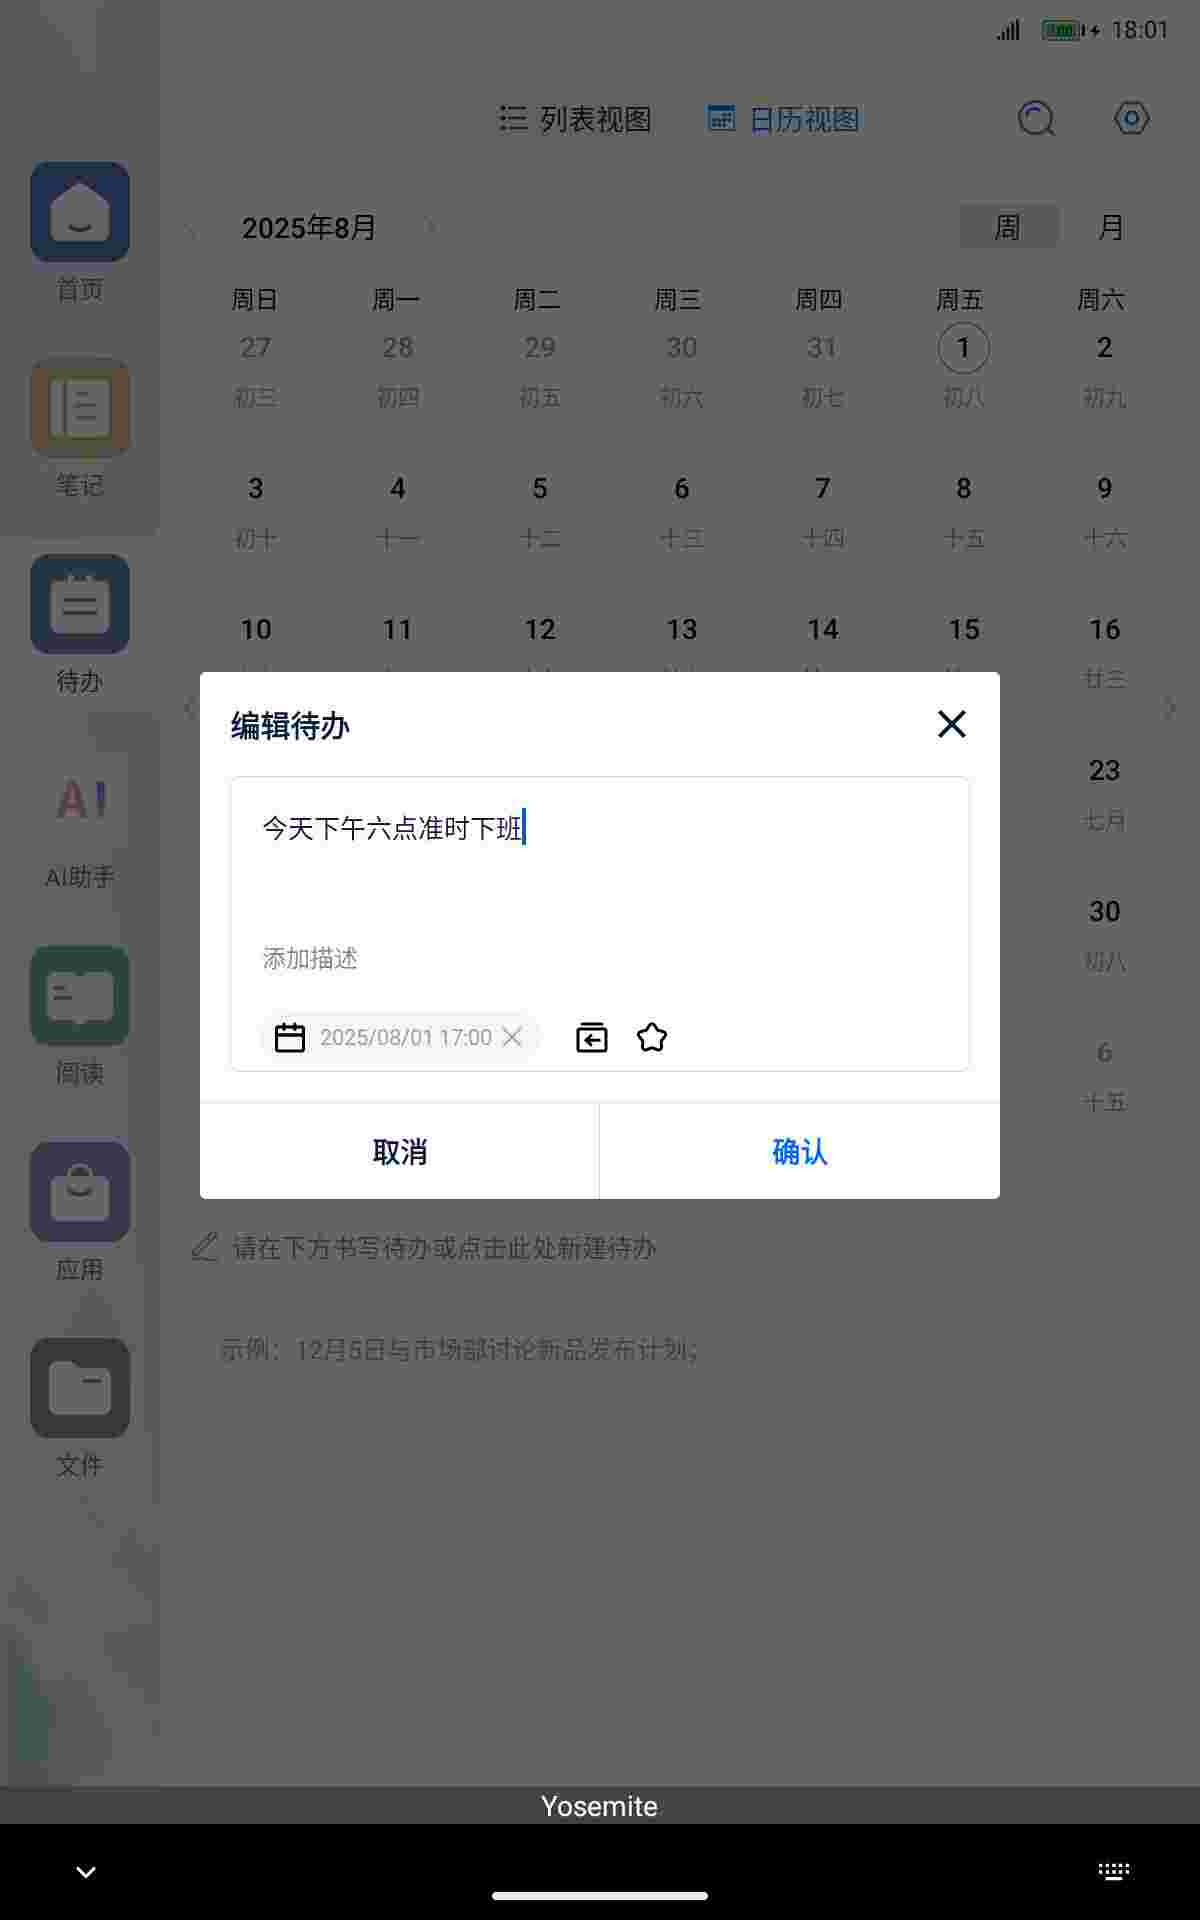 18:01
列表视图 日历视图
2025年8月 周 月
周日 周一 周二 周三 周四 周五 周六
27 28 29 30 31 1 2
初三 初四 初五 初六 初七 初八 初九
3 4 5 6 7 8 9
初十 十一 十二 十三 十四 十五 十六
10 11 12 13 14 15 16
廿三
23
七月
30
初八
6
十五
首页
笔记
待办
AI
AI助手
阅读
应用
文件
编辑待办
今天下午六点准时下班
添加描述
2025/08/01 17:00
取消 确认
请在下方书写待办或点击此处新建待办
示例：12月5日与市场部讨论新品发布计划；
Yosemite